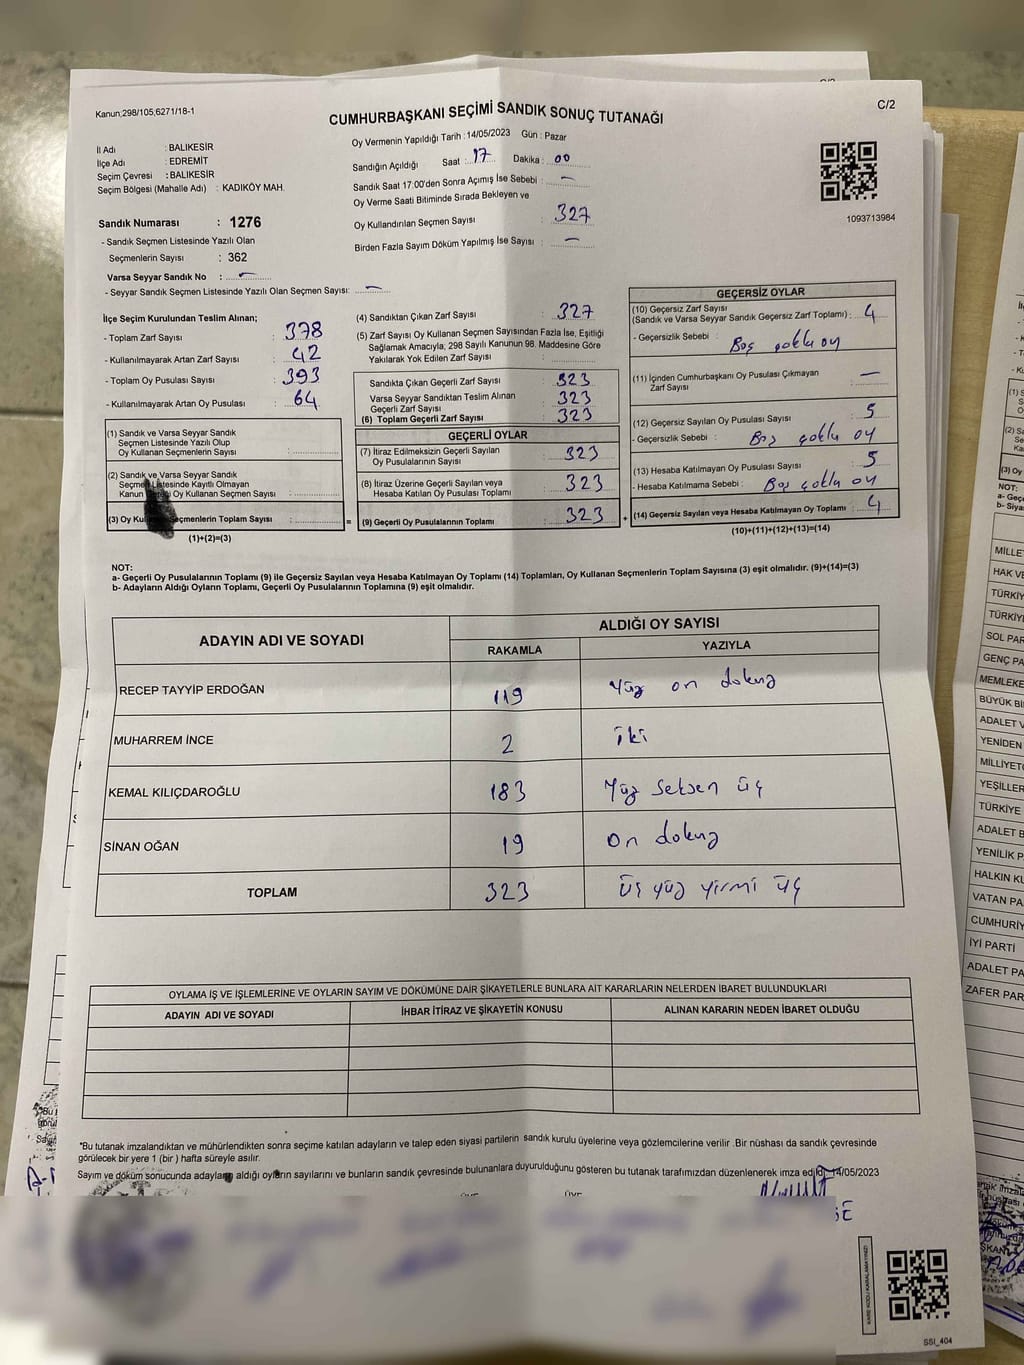 Kanun;298/105;6271/18-1
CUMHURBAŞKANI SEÇİMİ SANDIK SONUÇ TUTANAĞI
C/2
İl Adı : BALIKESİR
İlçe Adı : EDREMİT
Seçim Çevresi : BALIKESİR
Seçim Bölgesi (Mahalle Adı) : KADIKÖY MAH.
Sandık Numarası : 1276
- Sandık Seçmen Listesinde Yazılı Olan
Seçmenlerin Sayısı : 362
Varsa Seyyar Sandık No : –
- Seyyar Sandık Seçmen Listesinde Yazılı Olan Seçmen Sayısı: –
Oy Vermenin Yapıldığı Tarih : 14/05/2023 Gün : Pazar
Sandığın Açıldığı Saat : 17 Dakika : 00
Sandık Saat 17:00'den Sonra Açımış İse Sebebi : –
Oy Verme Saati Bitiminde Sırada Bekleyen ve
Oy Kullandırılan Seçmen Sayısı : 327
Birden Fazla Sayım Döküm Yapılmış İse Sayısı : –
1093713984
İlçe Seçim Kurulundan Teslim Alınan;
- Toplam Zarf Sayısı : 378
- Kullanılmayarak Artan Zarf Sayısı : 42
- Toplam Oy Pusulası Sayısı : 393
- Kullanılmayarak Artan Oy Pusulası : 64
(1) Sandık ve Varsa Seyyar Sandık
Seçmen Listesinde Yazılı Olup
Oy Kullanan Seçmenlerin Sayısı :
(2) Sandık ve Varsa Seyyar Sandık
Seçmen Listesinde Kayıtlı Olmayan
Kanun Gereği Oy Kullanan Seçmen Sayısı :
(3) Oy Kullanan Seçmenlerin Toplam Sayısı : =
(1)+(2)=(3)
(4) Sandıktan Çıkan Zarf Sayısı : 327
(5) Zarf Sayısı Oy Kullanan Seçmen Sayısından Fazla İse, Eşitliği
Sağlamak Amacıyla; 298 Sayılı Kanunun 98. Maddesine Göre
Yakılarak Yok Edilen Zarf Sayısı :
Sandıkta Çıkan Geçerli Zarf Sayısı : 323
Varsa Seyyar Sandıktan Teslim Alınan
Geçerli Zarf Sayısı : 323
(6) Toplam Geçerli Zarf Sayısı : 323
GEÇERLİ OYLAR
(7) İtiraz Edilmeksizin Geçerli Sayılan
Oy Pusulalarının Sayısı : 323
(8) İtiraz Üzerine Geçerli Sayılan veya
Hesaba Katılan Oy Pusulası Toplamı : 323
(9) Geçerli Oy Pusulalarının Toplamı : 323 +
GEÇERSİZ OYLAR
(10) Geçersiz Zarf Sayısı
(Sandık ve Varsa Seyyar Sandık Geçersiz Zarf Toplamı) : 4
- Geçersizlik Sebebi : Boş çoklu oy
(11) İçinden Cumhurbaşkanı Oy Pusulası Çıkmayan
Zarf Sayısı : –
(12) Geçersiz Sayılan Oy Pusulası Sayısı : 5
- Geçersizlik Sebebi : Boş çoklu oy
(13) Hesaba Katılmayan Oy Pusulası Sayısı : 5
- Hesaba Katılmama Sebebi : Boş çoklu oy
(14) Geçersiz Sayılan veya Hesaba Katılmayan Oy Toplamı : 4
(10)+(11)+(12)+(13)=(14)
NOT:
a- Geçerli Oy Pusulalarının Toplamı (9) ile Geçersiz Sayılan veya Hesaba Katılmayan Oy Toplamı (14) Toplamları, Oy Kullanan Seçmenlerin Toplam Sayısına (3) eşit olmalıdır. (9)+(14)=(3)
b- Adayların Aldığı Oyların Toplamı, Geçerli Oy Pusulalarının Toplamına (9) eşit olmalıdır.
ADAYIN ADI VE SOYADI
ALDIĞI OY SAYISI
RAKAMLA YAZIYLA
RECEP TAYYİP ERDOĞAN 119 Yüz on dokuz
MUHARREM İNCE 2 İki
KEMAL KILIÇDAROĞLU 183 Yüz seksen üç
SİNAN OĞAN 19 On dokuz
TOPLAM 323 Üç yüz yirmi üç
OYLAMA İŞ VE İŞLEMLERİNE VE OYLARIN SAYIM VE DÖKÜMÜNE DAİR ŞİKAYETLERLE BUNLARA AİT KARARLARIN NELERDEN İBARET BULUNDUKLARI
ADAYIN ADI VE SOYADI İHBAR İTİRAZ VE ŞİKAYETİN KONUSU ALINAN KARARIN NEDEN İBARET OLDUĞU
*Bu tutanak imzalandıktan ve mühürlendikten sonra seçime katılan adayların ve talep eden siyasi partilerin sandık kurulu üyelerine veya gözlemcilerine verilir .Bir nüshası da sandık çevresinde
görülecek bir yere 1 (bir ) hafta süreyle asılır.
Sayım ve döküm sonucunda adayların aldığı oyların sayılarını ve bunların sandık çevresinde bulunanlara duyurulduğunu gösteren bu tutanak tarafımızdan düzenlenerek imza edildi. 14/05/2023
KARE KODU KARALAMAYINIZ!
SSI_404
MİLLE
HAK VE
TÜRKİY
TÜRKİYE
SOL PAR
GENÇ PA
MEMLEKE
BÜYÜK Bİ
ADALET V
YENİDEN
MİLLİYETÇ
YEŞİLLER
TÜRKİYE
ADALET B
YENİLİK P
HALKIN KU
VATAN PA
CUMHURİY
İYİ PARTİ
ADALET PA
ZAFER PAR